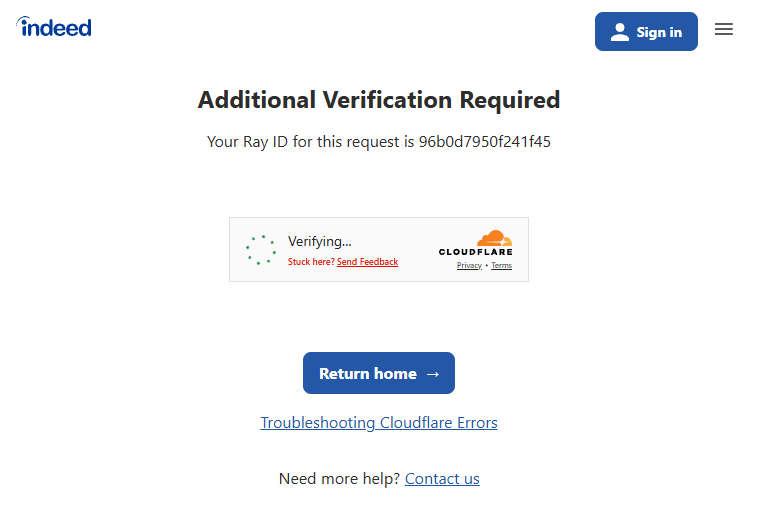 indeed
Sign in
Additional Verification Required
Your Ray ID for this request is 96b0d7950f241f45
Verifying...
Stuck here? Send Feedback
CLOUDFLARE
Privacy • Terms
Return home →
Troubleshooting Cloudflare Errors
Need more help? Contact us